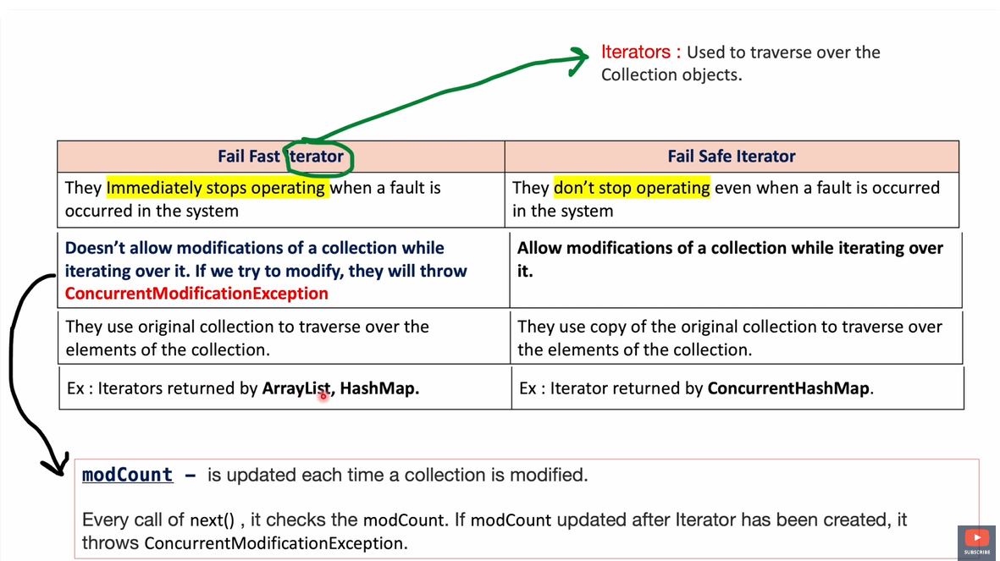 Iterators : Used to traverse over the
Collection objects.
Fail Fast Iterator
Fail Safe Iterator
They Immediately stops operating when a fault is
occurred in the system
They don’t stop operating even when a fault is occurred
in the system
Doesn’t allow modifications of a collection while
iterating over it. If we try to modify, they will throw
ConcurrentModificationException
Allow modifications of a collection while iterating over
it.
They use original collection to traverse over the
elements of the collection.
They use copy of the original collection to traverse over
the elements of the collection.
Ex : Iterators returned by ArrayList, HashMap.
Ex : Iterator returned by ConcurrentHashMap.
modCount – is updated each time a collection is modified.
Every call of next() , it checks the modCount. If modCount updated after Iterator has been created, it
throws ConcurrentModificationException.
SUBSCRIBE